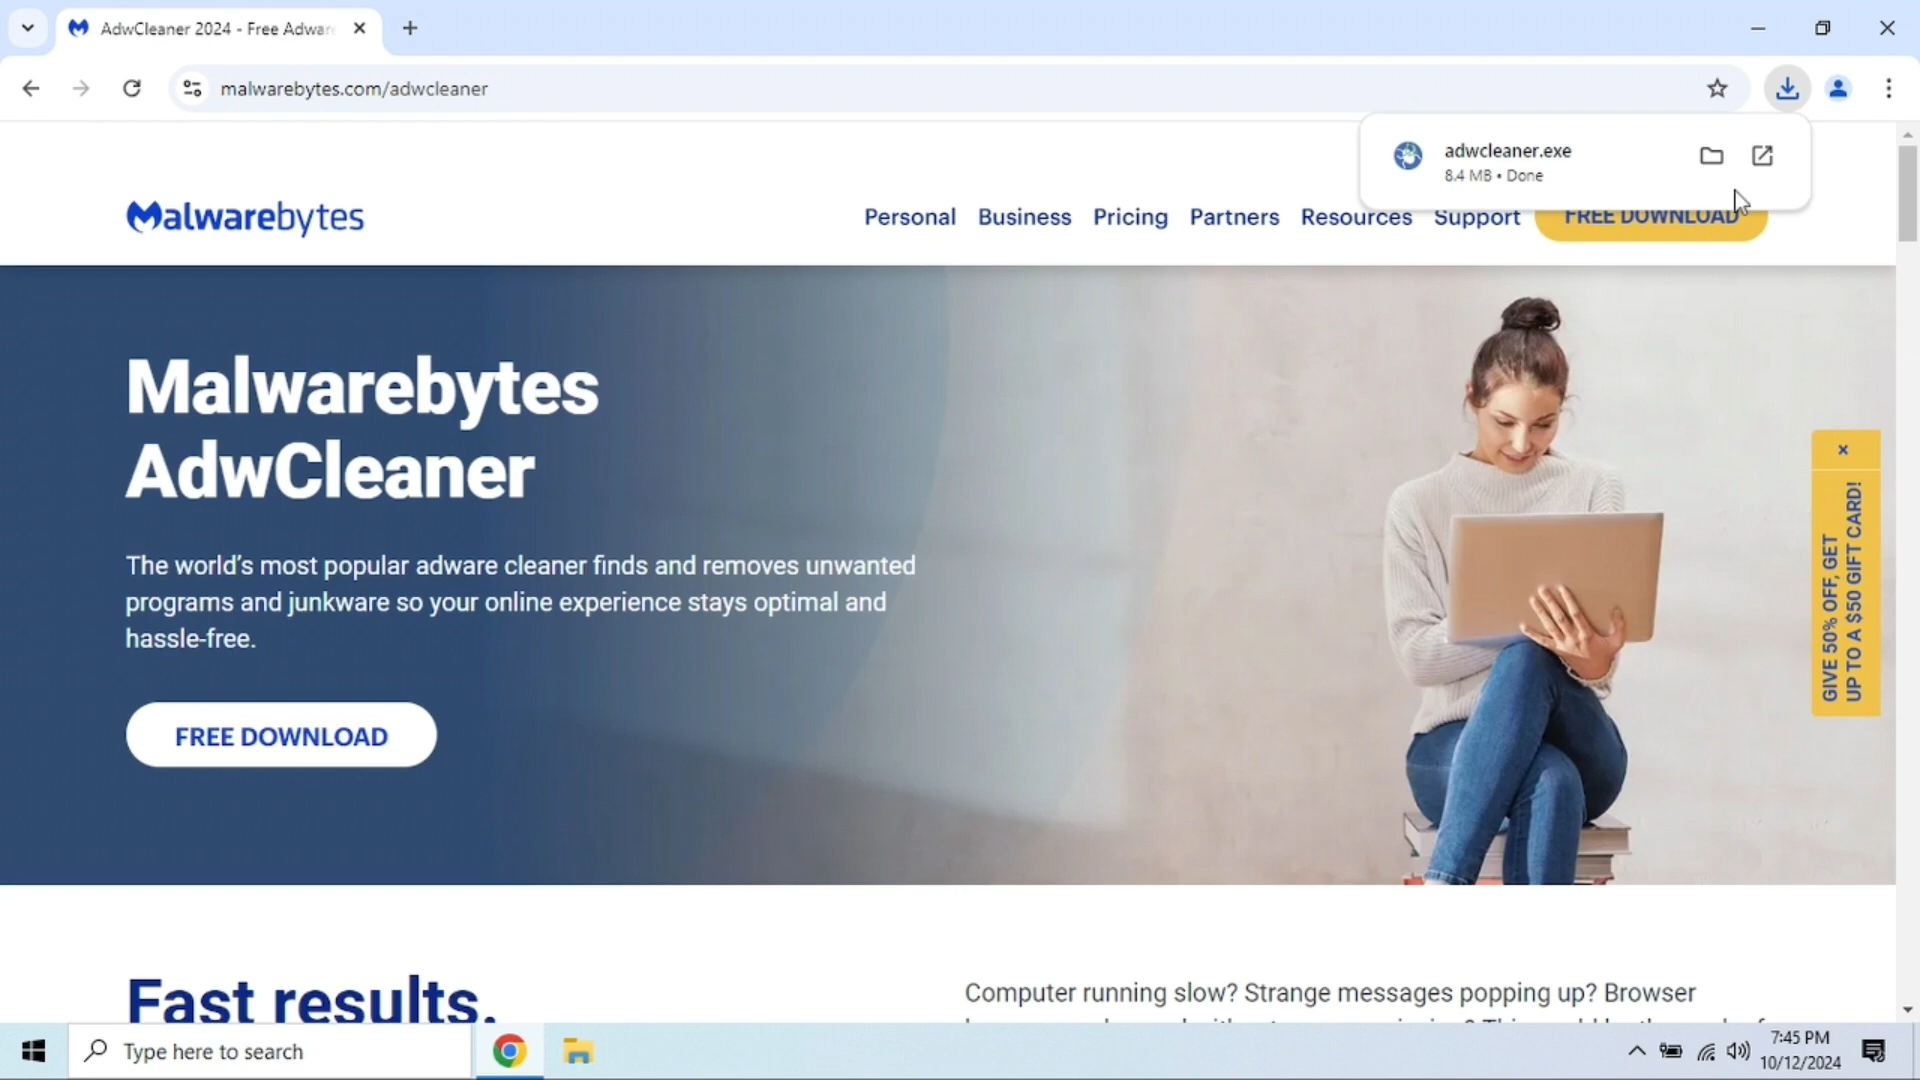 AdwCleaner 2024 - Free Adwar
malwarebytes.com/adwcleaner
adwcleaner.exe
8.4 MB • Done
Malwarebytes
Personal Business Pricing Partners Resources Support FREE DOWNLOAD
Malwarebytes
AdwCleaner
The world's most popular adware cleaner finds and removes unwanted
programs and junkware so your online experience stays optimal and
hassle-free.
FREE DOWNLOAD
GIVE 50% OFF, GET
UP TO A $50 GIFT CARD!
Fast results.
Computer running slow? Strange messages popping up? Browser
Type here to search
7:45 PM
10/12/2024